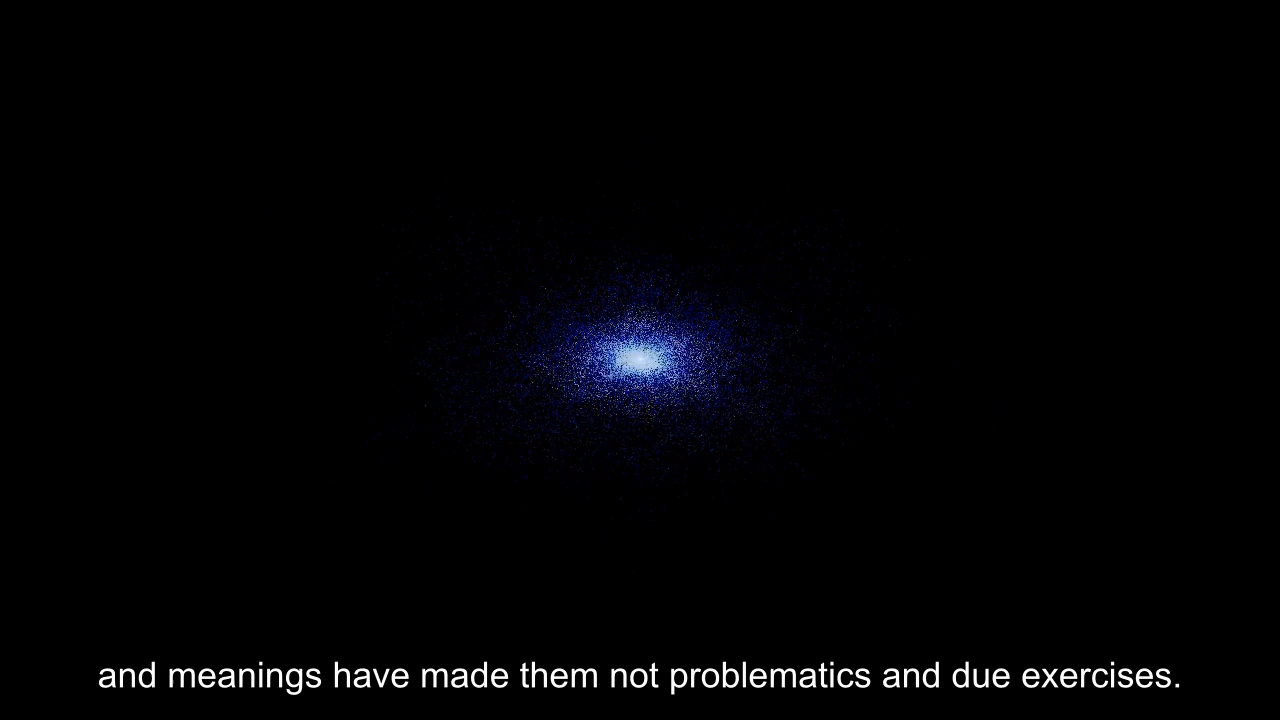 and meanings have made them not problematics and due exercises.